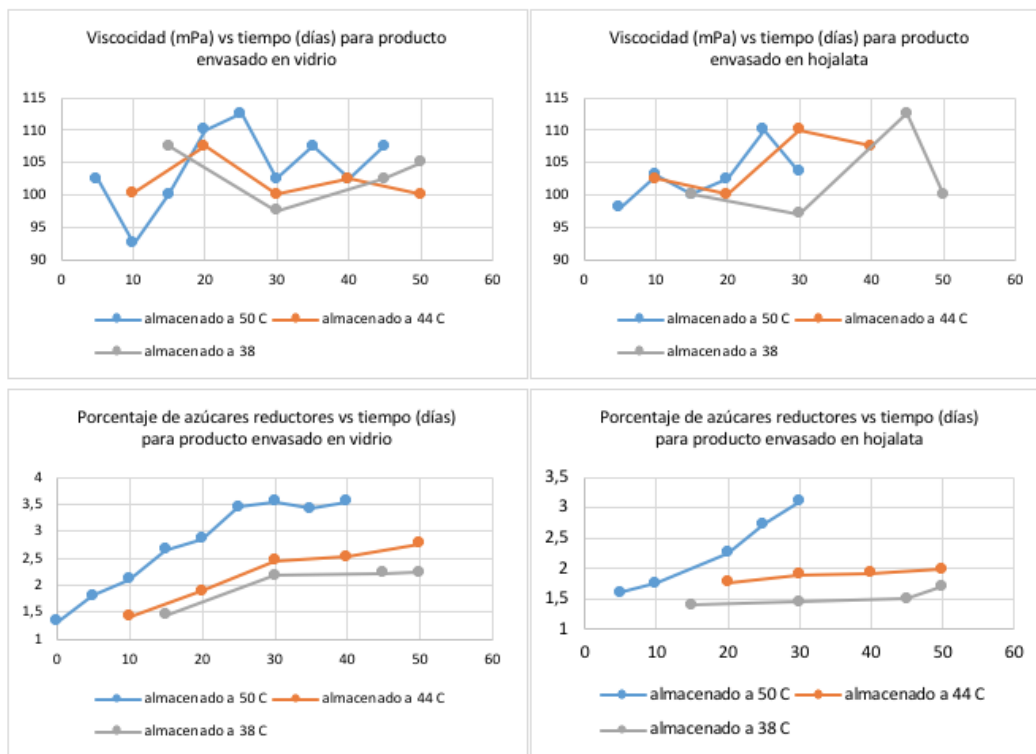 Viscocidad (mPa) vs tiempo (días) para producto
envasado en vidrio
115
110
105
100
95
90
0 10 20 30 40 50 60
almacenado a 50 C almacenado a 44 C
almacenado a 38
Viscocidad (mPa) vs tiempo (días) para producto
envasado en hojalata
115
110
105
100
95
90
0 10 20 30 40 50 60
almacenado a 50 C almacenado a 44 C
almacenado a 38
Porcentaje de azúcares reductores vs tiempo (días)
para producto envasado en vidrio
4
3,5
3
2,5
2
1,5
1
0 10 20 30 40 50 60
almacenado a 50 C almacenado a 44 C
almacenado a 38 C
Porcentaje de azúcares reductores vs tiempo (días)
para producto envasado en hojalata
3,5
3
2,5
2
1,5
1
0 10 20 30 40 50 60
almacenado a 50 C almacenado a 44 C
almacenado a 38 C